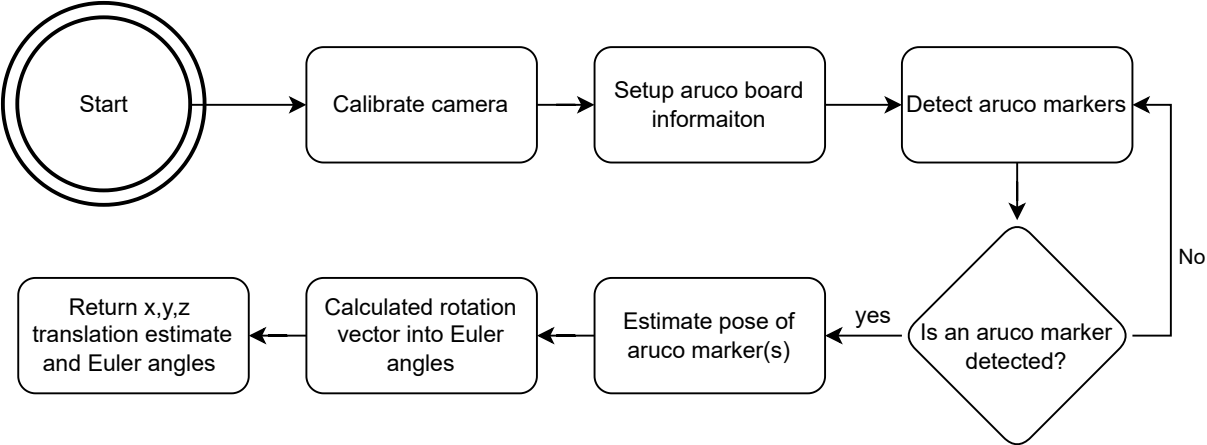 Start
Calibrate camera
Setup aruco board
informaiton
Detect aruco markers
No
Is an aruco marker
detected?
yes
Estimate pose of
aruco marker(s)
Calculated rotation
vector into Euler
angles
Return x,y,z
translation estimate
and Euler angles